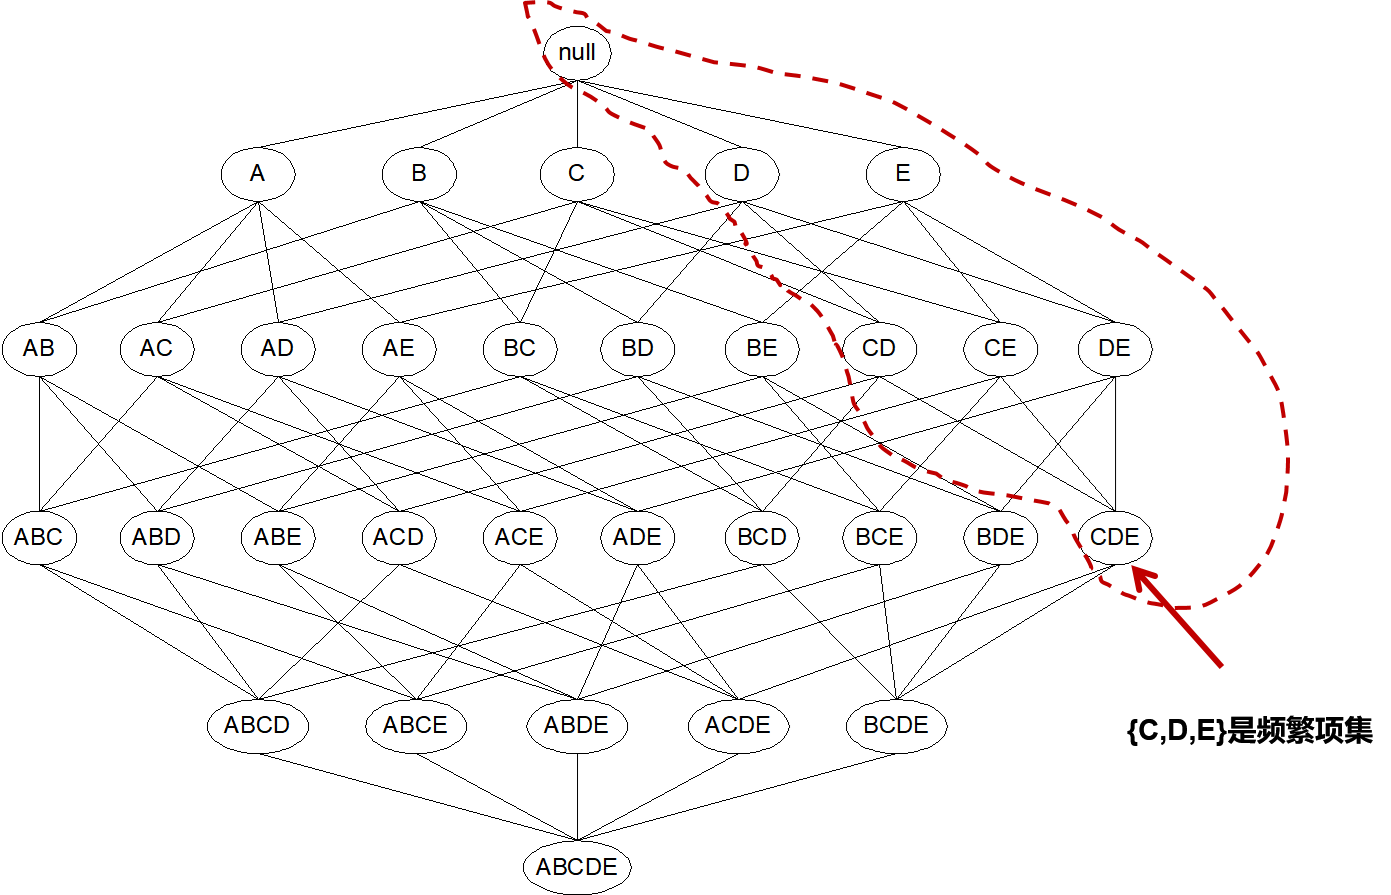 null
A B C D E
AB AC AD AE BC BD BE CD CE DE
ABC ABD ABE ACD ACE ADE BCD BCE BDE CDE
ABCD ABCE ABDE ACDE BCDE
{C,D,E}是频繁项集
ABCDE